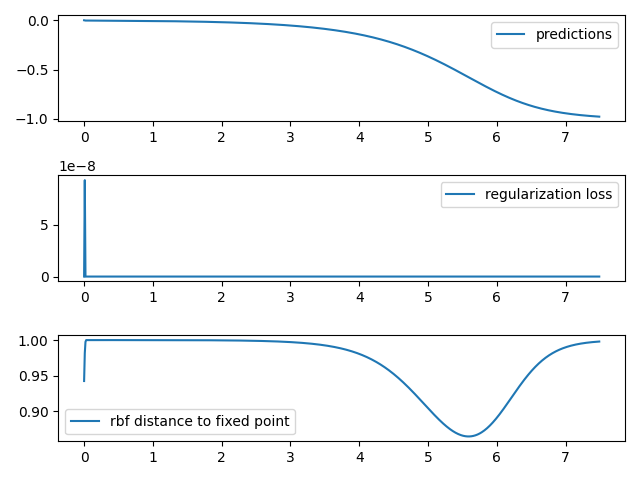 0.0
−0.5
−1.0
predictions
0 1 2 3 4 5 6 7
1e−8
5
0
regularization loss
0 1 2 3 4 5 6 7
1.00
0.95
0.90
rbf distance to fixed point
0 1 2 3 4 5 6 7